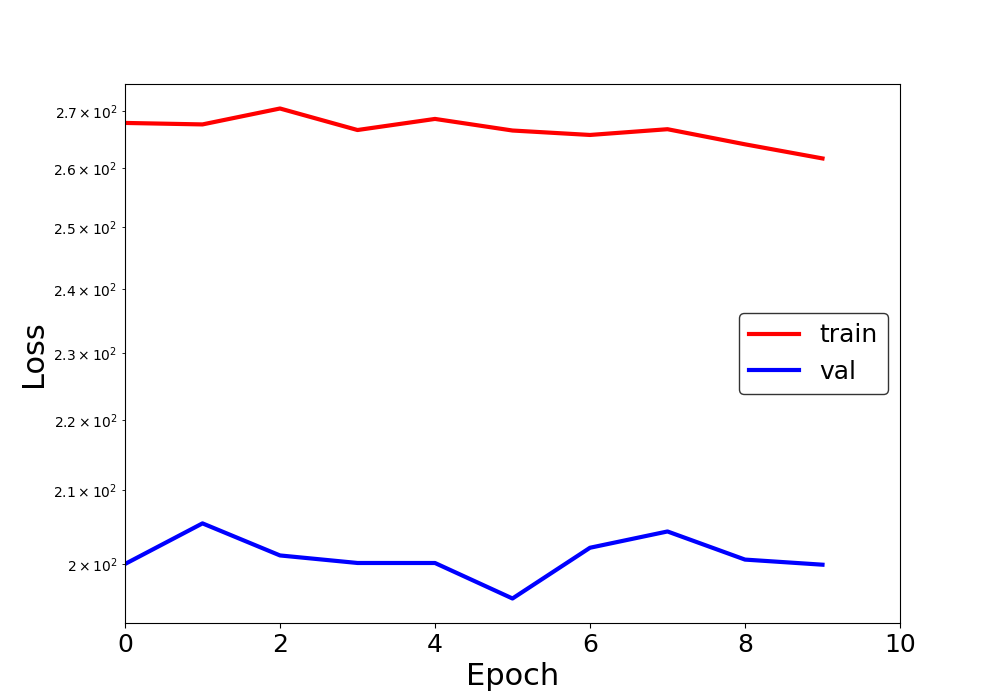 2.7 × 10²
2.6 × 10²
2.5 × 10²
2.4 × 10²
2.3 × 10²
2.2 × 10²
2.1 × 10²
2 × 10²
Loss
train
val
0 2 4 6 8 10
Epoch